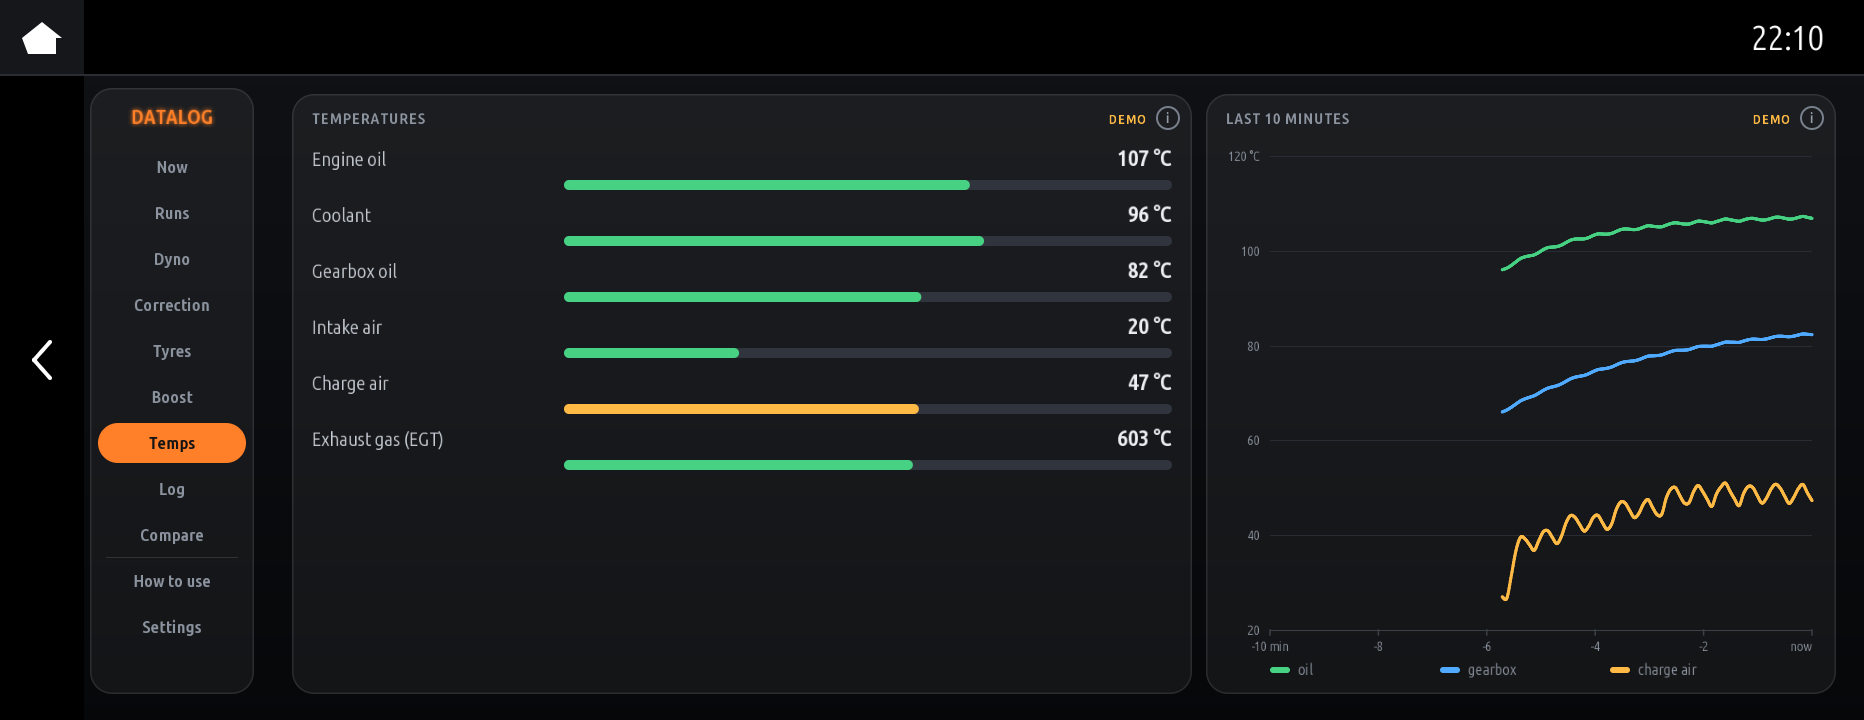 22:10
DATALOG
Now
Runs
Dyno
Correction
Tyres
Boost
Temps
Log
Compare
How to use
Settings
TEMPERATURES DEMO i
Engine oil 107 °C
Coolant 96 °C
Gearbox oil 82 °C
Intake air 20 °C
Charge air 47 °C
Exhaust gas (EGT) 603 °C
LAST 10 MINUTES DEMO i
120 °C
100
80
60
40
20
-10 min -8 -6 -4 -2 now
oil gearbox charge air